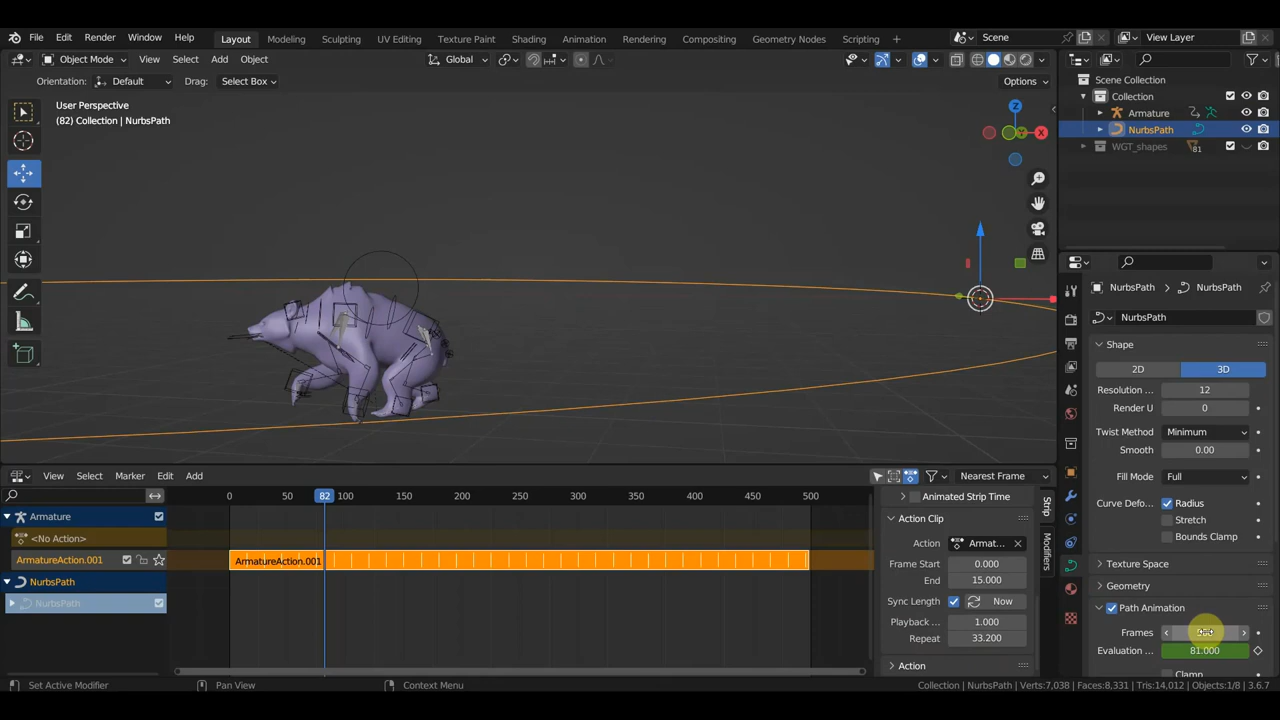 File Edit Render Window Help Layout Modeling Sculpting UV Editing Texture Paint Shading Animation Rendering Compositing Geometry Nodes Scripting + Scene View Layer
Object Mode View Select Add Object Global Options
Orientation: Default Drag: Select Box
User Perspective
(82) Collection | NurbsPath
Z
X
Scene Collection
Collection
Armature
NurbsPath
WGT_shapes 81
NurbsPath NurbsPath
NurbsPath
Shape
2D 3D
Resolution ... 12
Render U 0
Twist Method Minimum
Smooth 0.00
Fill Mode Full
Curve Defo... Radius
Stretch
Bounds Clamp
Texture Space
Geometry
Path Animation
Frames
Evaluation ... 81.000
Clamp
View Select Marker Edit Add Nearest Frame
0 50 82 100 150 200 250 300 350 400 450 500
Armature
<No Action>
ArmatureAction.001 ArmatureAction.001
NurbsPath
NurbsPath
Animated Strip Time
Action Clip
Action Armat...
Frame Start 0.000
End 15.000
Sync Length Now
Playback ... 1.000
Repeat 33.200
Action
Strip
Modifiers
Set Active Modifier Pan View Context Menu Collection | NurbsPath | Verts:7,038 | Faces:8,331 | Tris:14,012 | Objects:1/8 | 3.6.7